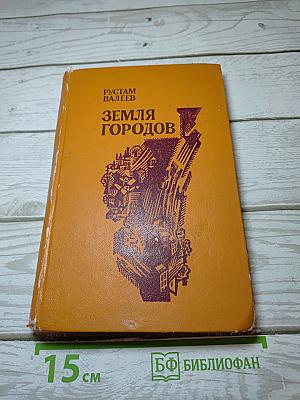 РУСТАМ
ВАЛЕЕВ
ЗЕМЛЯ
ГОРОДОВ
15 см
БФ БИБЛИОФАН